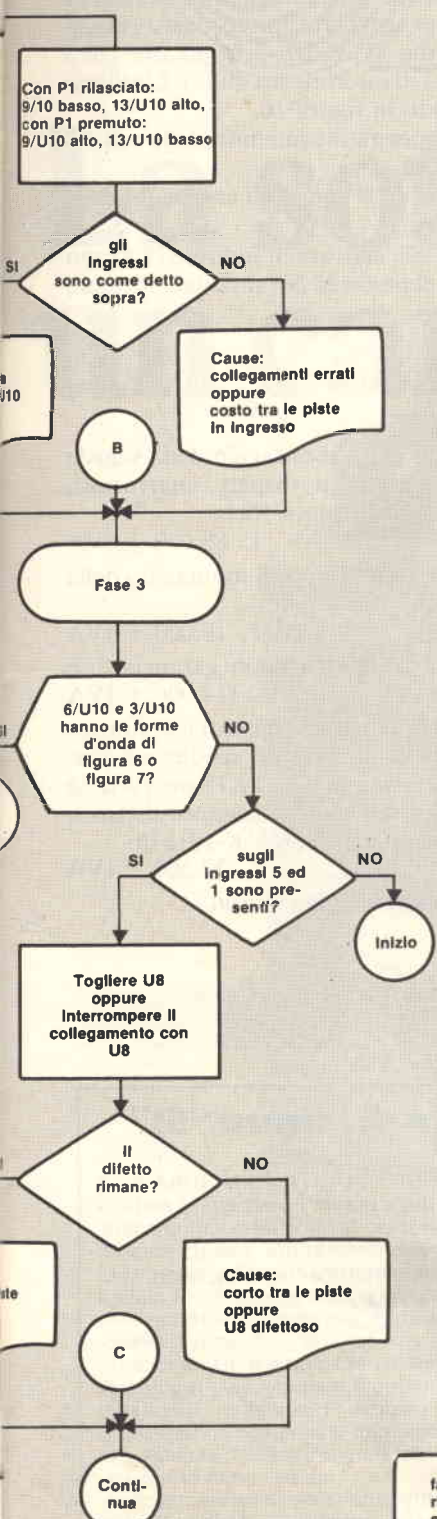 Con P1 rilasciato:
9/10 basso, 13/U10 alto,
con P1 premuto:
9/U10 alto, 13/U10 basso
gli
ingressi
sono come detto
sopra?
SI
NO
U10
Cause:
collegamenti errati
oppure
costo tra le piste
in ingresso
B
Fase 3
6/U10 e 3/U10
hanno le forme
d'onda di
figura 6 o
figura 7?
NO
sugli
ingressi 5 ed
1 sono pre-
senti?
SI
NO
Inizio
Togliere U8
oppure
interrompere il
collegamento con
U8
Il
difetto
rimane?
NO
Cause:
corto tra le piste
oppure
U8 difettoso
C
Conti-
nua